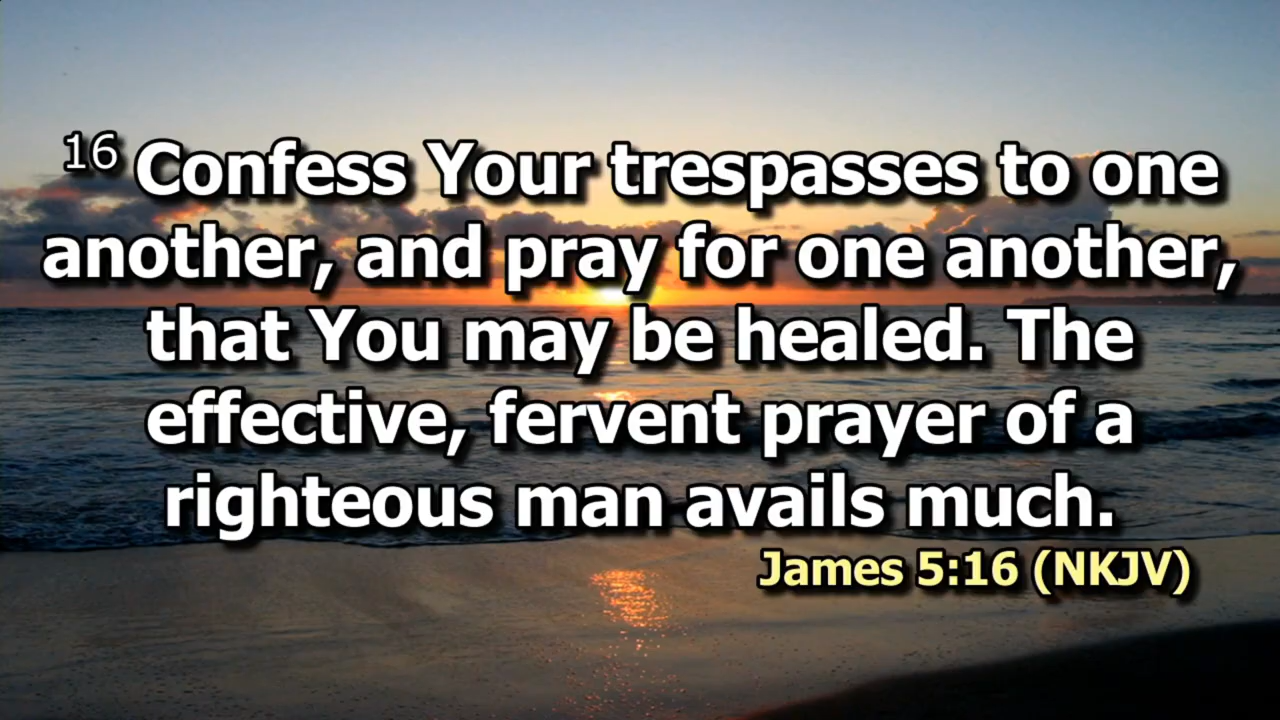 16 Confess Your trespasses to one
another, and pray for one another,
that You may be healed. The
effective, fervent prayer of a
righteous man avails much.
James 5:16 (NKJV)